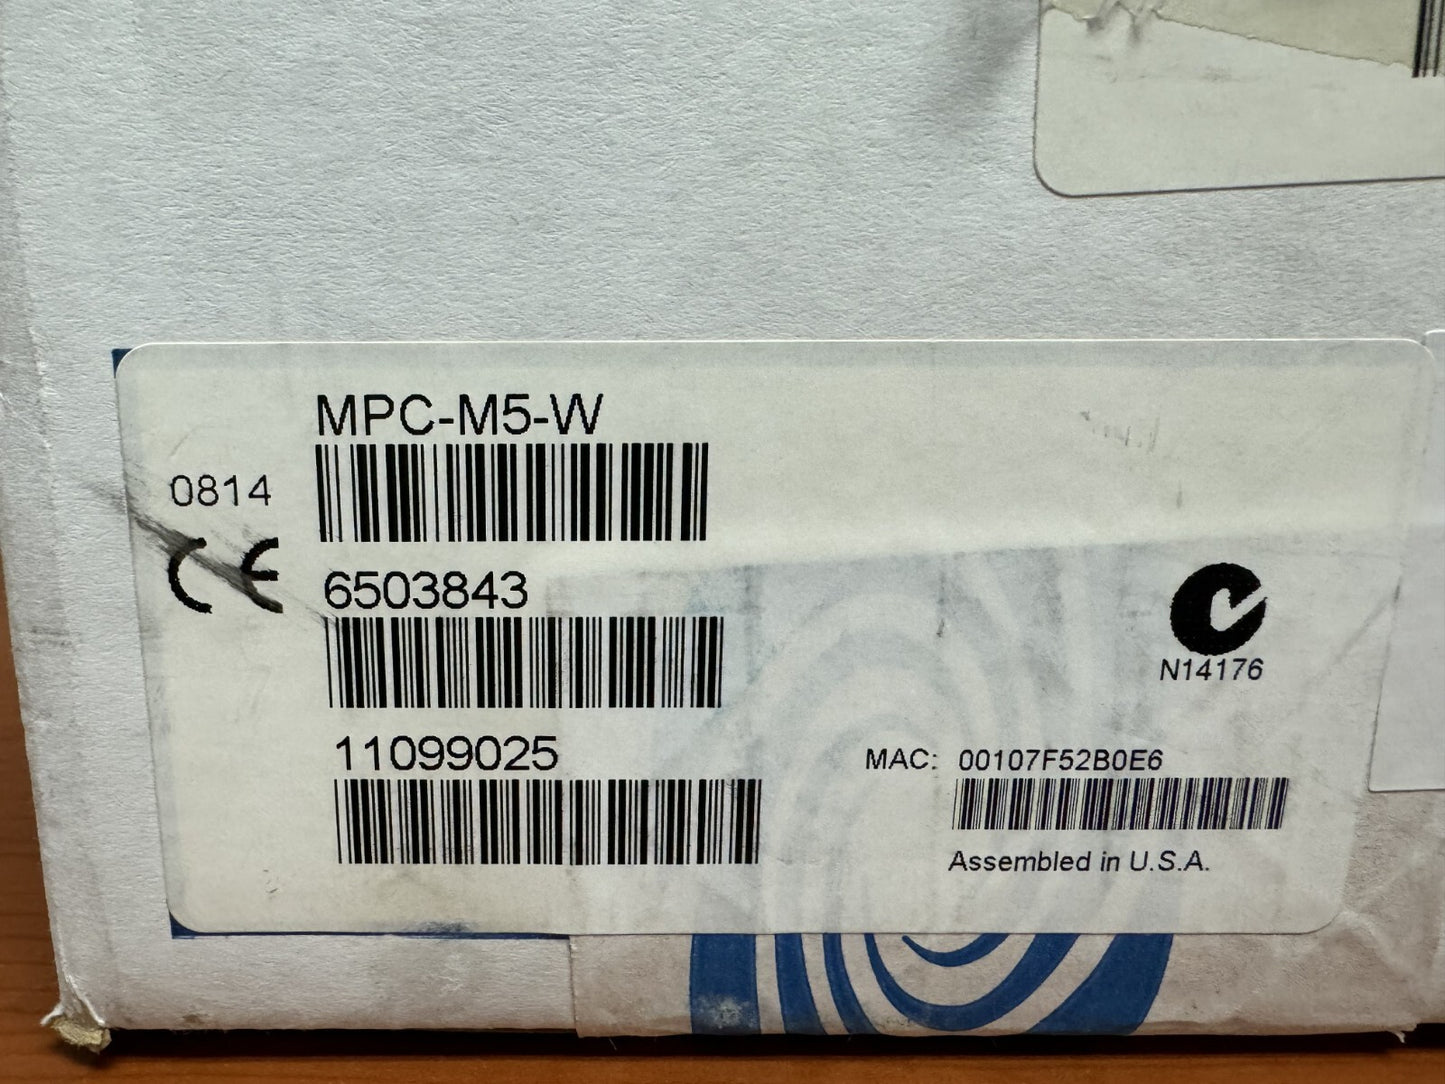 MPC-M5-W
0814
CE
6503843
N14176
11099025
MAC: 00107F52B0E6
Assembled in U.S.A.